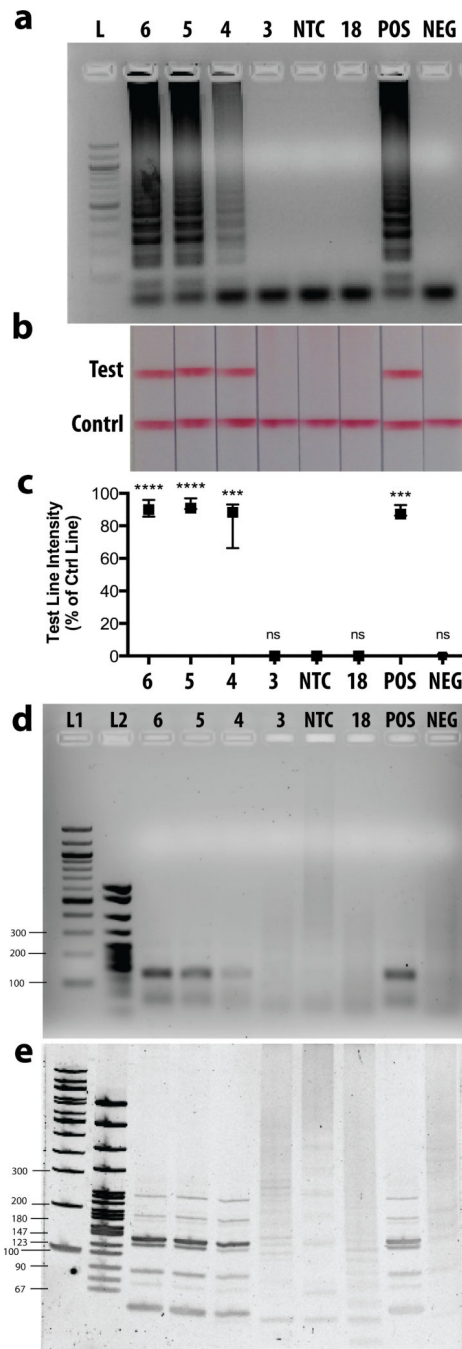 a
L 6 5 4 3 NTC 18 POS NEG
b
Test
Contrl
c
Test Line Intensity
(% of Ctrl Line)
100
80
60
40
20
0
**** **** *** ns ns *** ns
6 5 4 3 NTC 18 POS NEG
d
L1 L2 6 5 4 3 NTC 18 POS NEG
300
200
100
e
300
200
180
147
123
100
90
67